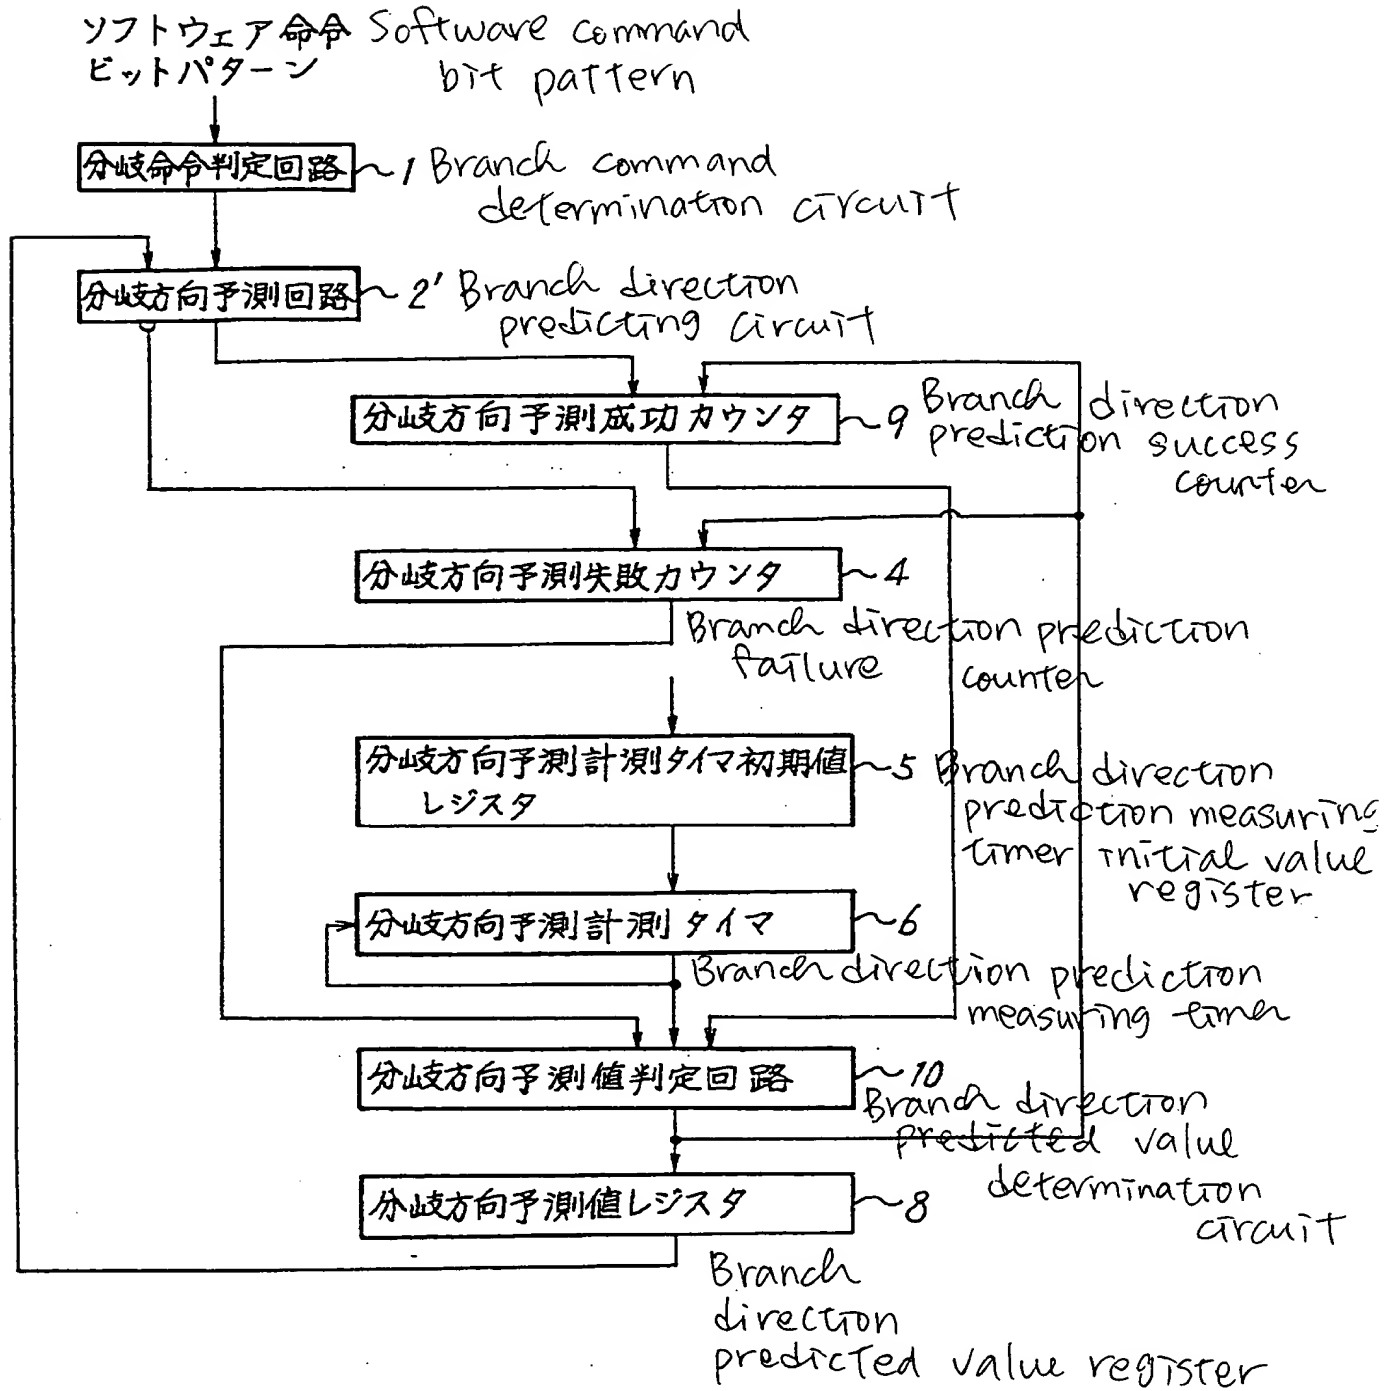 ソフトウェア命令 Software command
ビットパターン bit pattern
分岐命令判定回路 1 Branch command
determination circuit
分岐方向予測回路 2' Branch direction
predicting circuit
分岐方向予測成功カウンタ 9 Branch direction
prediction success
counter
分岐方向予測失敗カウンタ 4
Branch direction prediction
failure counter
分岐方向予測計測タイマ初期値 5 Branch direction
レジスタ prediction measuring
timer initial value
register
分岐方向予測計測タイマ 6
Branch direction prediction
measuring timer
分岐方向予測値判定回路 10
Branch direction
predicted value
determination
circuit
分岐方向予測値レジスタ 8
Branch
direction
predicted value register